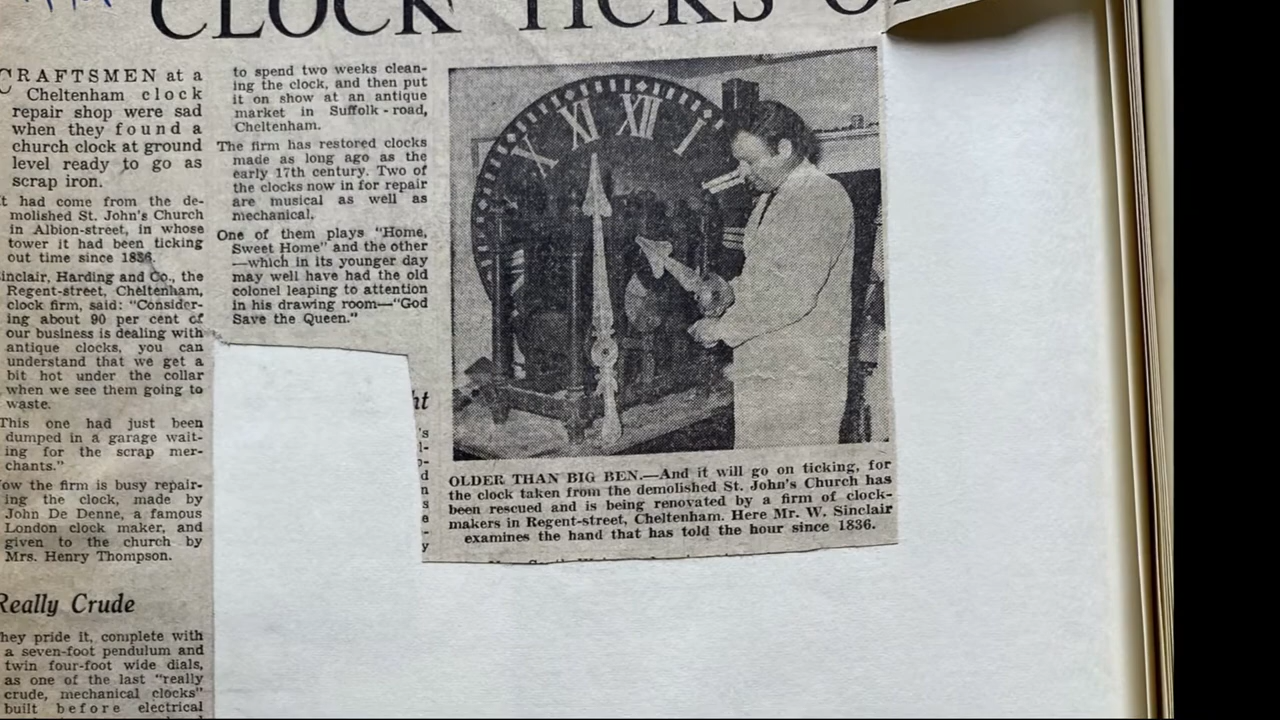 CLOCK TICKS
CRAFTSMEN at a
Cheltenham clock
repair shop were sad
when they found a
church clock at ground
level ready to go as
scrap iron.
t had come from the de-
molished St. John's Church
in Albion-street, in whose
tower it had been ticking
out time since 1836.
inclair, Harding and Co., the
Regent-street, Cheltenham,
clock firm, said: "Consider-
ing about 90 per cent of
our business is dealing with
antique clocks, you can
understand that we get a
bit hot under the collar
when we see them going to
waste.
This one had just been
dumped in a garage wait-
ing for the scrap mer-
chants."
ow the firm is busy repair-
ing the clock, made by
John De Denne, a famous
London clock maker, and
given to the church by
Mrs. Henry Thompson.
Really Crude
hey pride it, complete with
a seven-foot pendulum and
twin four-foot wide dials,
as one of the last "really
crude, mechanical clocks"
built before electrical
to spend two weeks clean-
ing the clock, and then put
it on show at an antique
market in Suffolk-road,
Cheltenham.
The firm has restored clocks
made as long ago as the
early 17th century. Two of
the clocks now in for repair
are musical as well as
mechanical.
One of them plays "Home,
Sweet Home" and the other
—which in its younger day
may well have had the old
colonel leaping to attention
in his drawing room—"God
Save the Queen."
ht
's
l-
d
n
s
e
y
X XI XII I
OLDER THAN BIG BEN.—And it will go on ticking, for
the clock taken from the demolished St. John's Church has
been rescued and is being renovated by a firm of clock-
makers in Regent-street, Cheltenham. Here Mr. W. Sinclair
examines the hand that has told the hour since 1836.